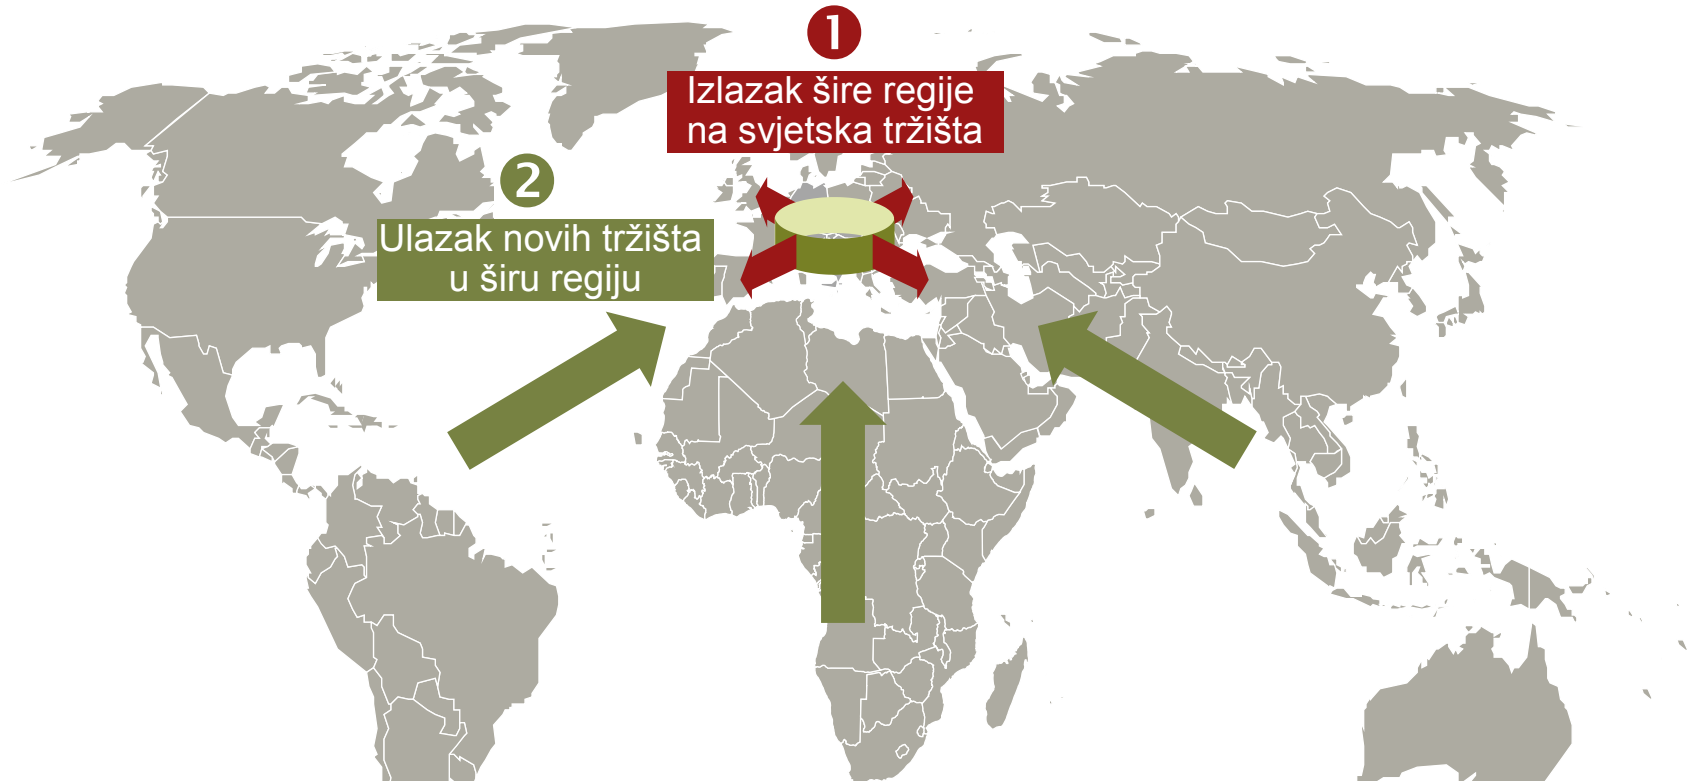 1
Izlazak šire regije
na svjetska tržišta
2
Ulazak novih tržišta
u širu regiju